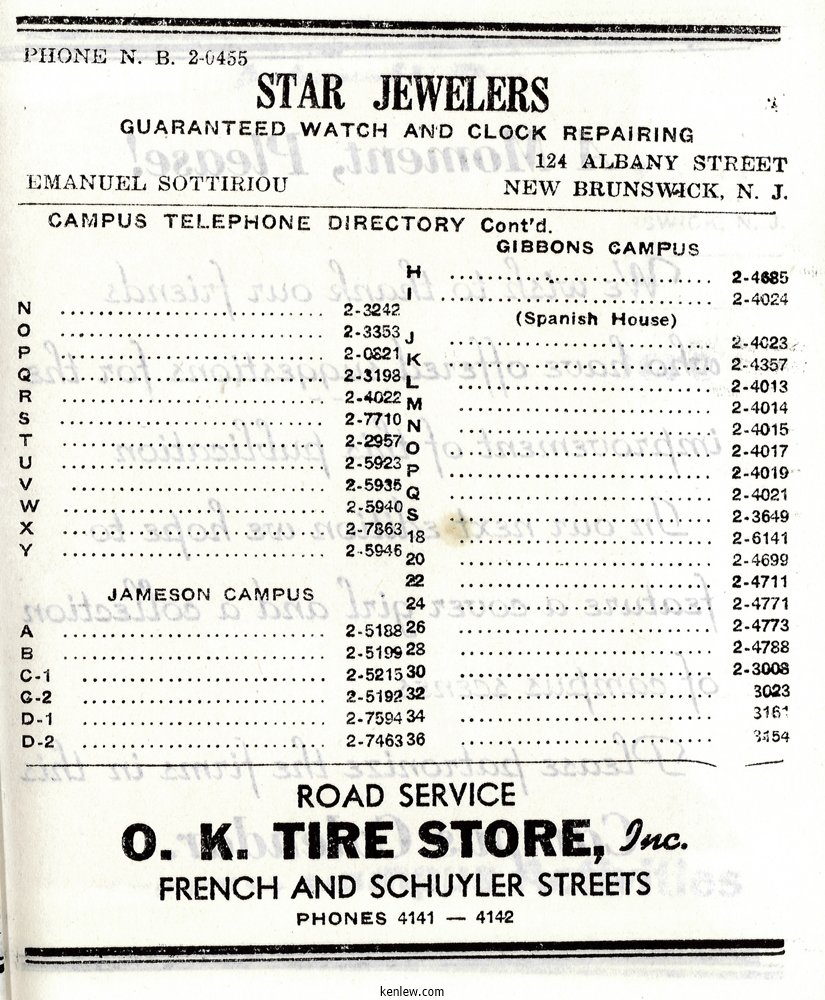 PHONE N. B. 2-0455
STAR JEWELERS
GUARANTEED WATCH AND CLOCK REPAIRING
124 ALBANY STREET
EMANUEL SOTTIRIOU
NEW BRUNSWICK, N. J.
CAMPUS TELEPHONE DIRECTORY Cont'd.
N ........................ 2-3242
O ........................ 2-3353
P ........................ 2-0821
Q ........................ 2-3198
R ........................ 2-4022
S ........................ 2-7710
T ........................ 2-2957
U ........................ 2-5923
V ........................ 2-5935
W ........................ 2-5940
X ........................ 2-7863
Y ........................ 2-5946
JAMESON CAMPUS
A ........................ 2-5188
B ........................ 2-5199
C-1 ...................... 2-5215
C-2 ...................... 2-5192
D-1 ...................... 2-7594
D-2 ...................... 2-7463
GIBBONS CAMPUS
H ........................ 2-4685
I ......................... 2-4024
(Spanish House)
J ........................ 2-4023
K ........................ 2-4357
L ........................ 2-4013
M ........................ 2-4014
N ........................ 2-4015
O ........................ 2-4017
P ........................ 2-4019
Q ........................ 2-4021
S ........................ 2-3649
18 ....................... 2-6141
20 ....................... 2-4699
22 ....................... 2-4711
24 ....................... 2-4771
26 ....................... 2-4773
28 ....................... 2-4788
30 ....................... 2-3008
32 ....................... 3023
34 ....................... 3161
36 ....................... 3454
ROAD SERVICE
O. K. TIRE STORE, Inc.
FRENCH AND SCHUYLER STREETS
PHONES 4141 — 4142
kenlew.com